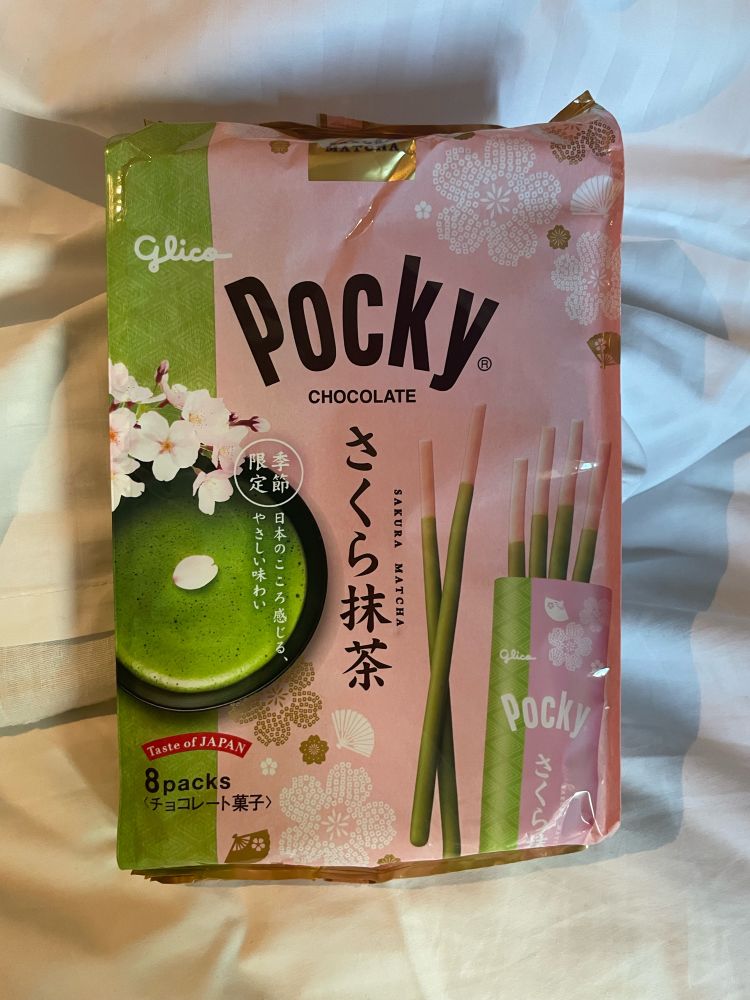 MATCHA
Glico
Pocky®
CHOCOLATE
さくら抹茶
SAKURA MATCHA
季節
限定
日本のこころ感じる、
やさしい味わい
Taste of JAPAN
8packs
〈チョコレート菓子〉
Glico
Pocky
さくら